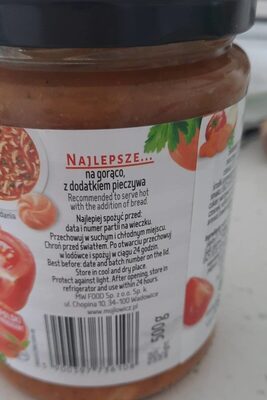 NAJLEPSZE...
na gorąco,
z dodatkiem pieczywa
Recommended to serve hot
with the addition of bread.
Najlepiej spożyć przed:
data i numer partii na wieczku.
Przechowuj w suchym i chłodnym miejscu.
Chroń przed światłem. Po otwarciu przechowuj
w lodówce i spożyj w ciągu 24 godzin.
Best before: date and batch number on the lid.
Store in cool and dry place.
Protect against light. After opening, store in
refrigerator and use within 24 hours.
MW FOOD Sp. z o.o. Sp. k.
ul. Chopina 10, 34-100 Wadowice
500 g